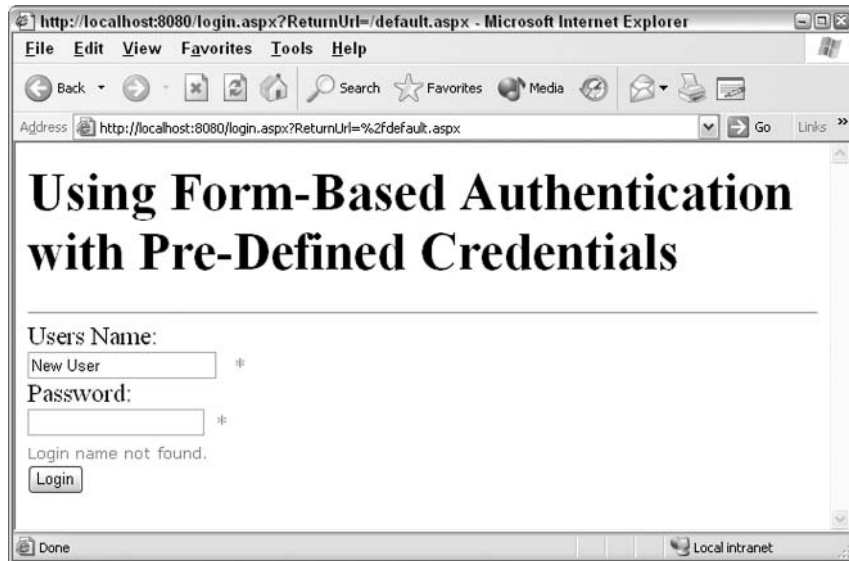 http://localhost:8080/login.aspx?ReturnUrl=/default.aspx - Microsoft Internet Explorer
File Edit View Favorites Tools Help
Back Search Favorites Media
Address http://localhost:8080/login.aspx?ReturnUrl=%2fdefault.aspx Go Links »
Using Form-Based Authentication
with Pre-Defined Credentials
Users Name:
New User *
Password:
*
Login name not found.
Login
Done Local intranet